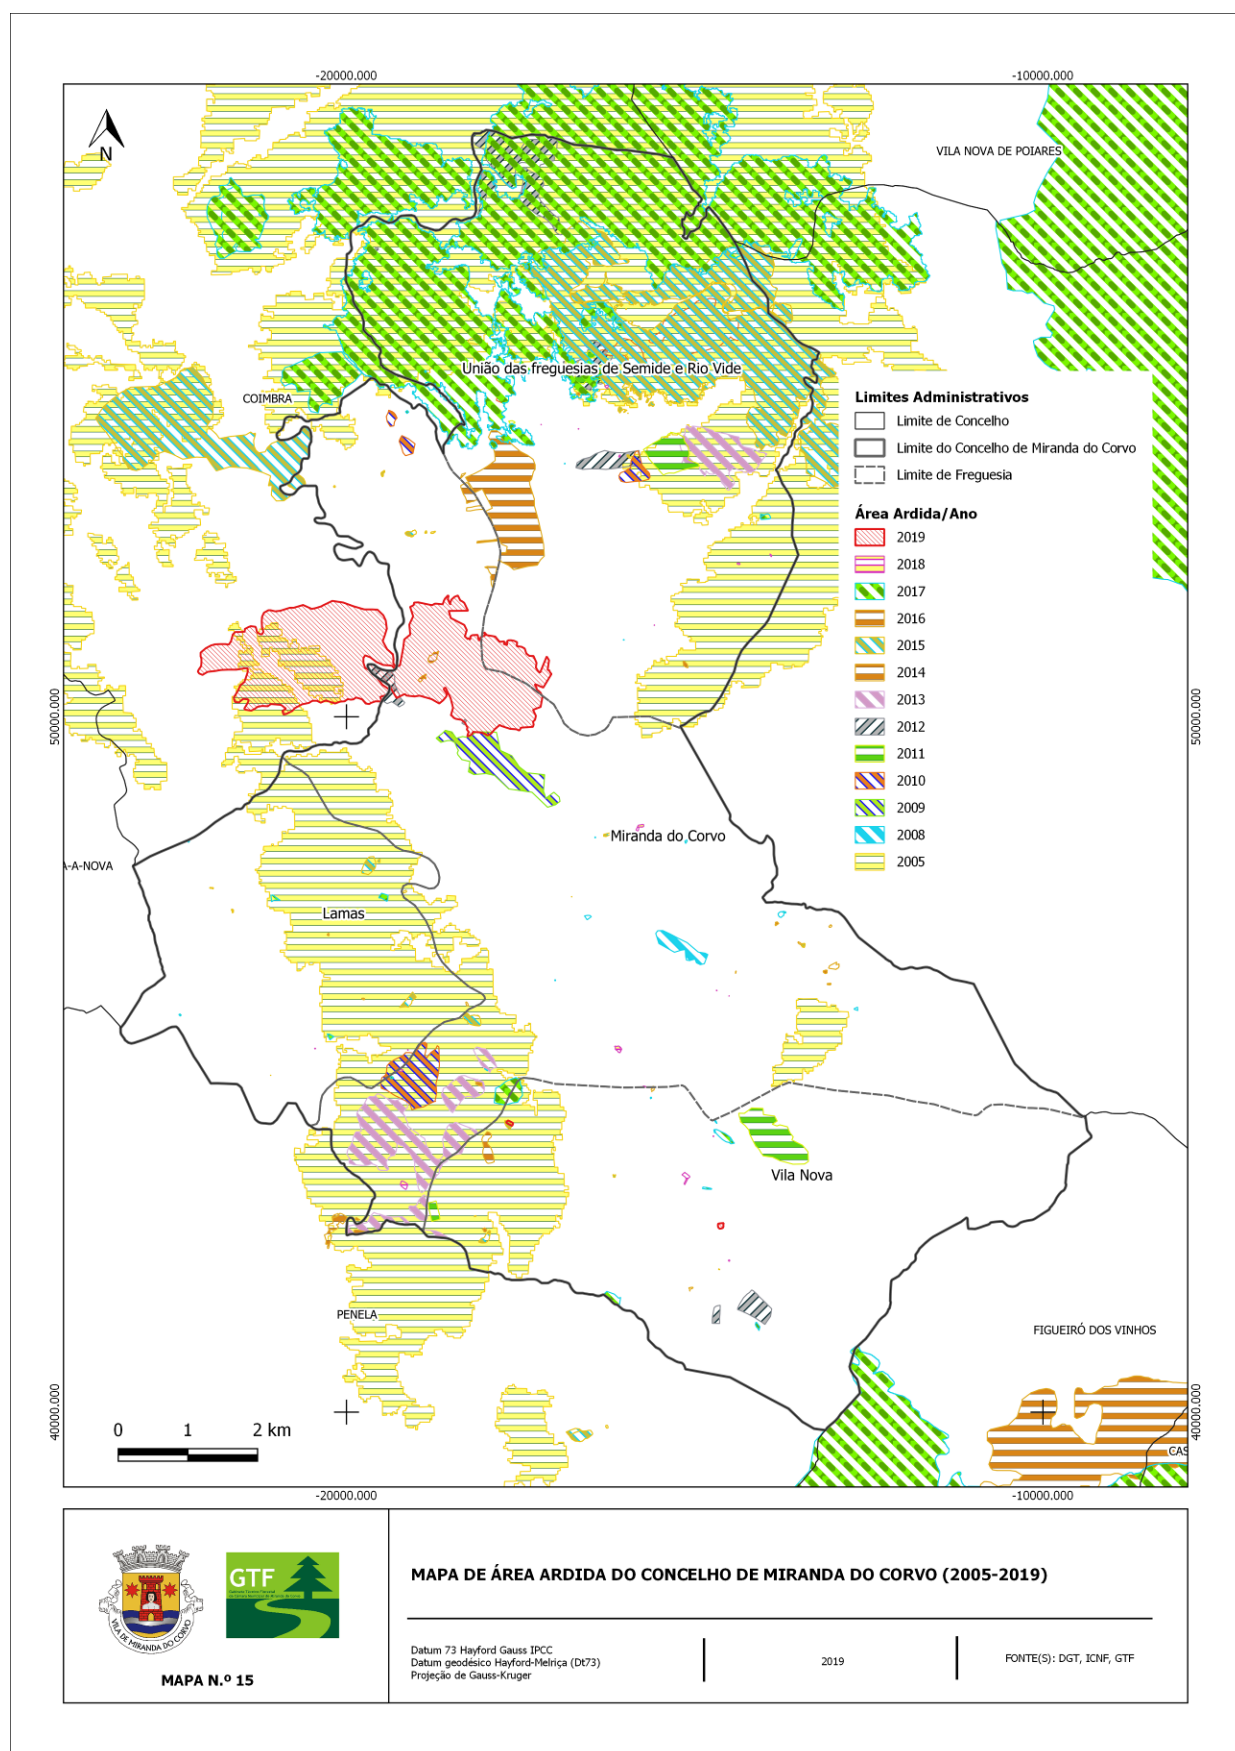 -20000.000
-10000.000
N
VILA NOVA DE POIARES
União das freguesias de Semide e Rio Vide
COIMBRA
Limites Administrativos
Limite de Concelho
Limite do Concelho de Miranda do Corvo
Limite de Freguesia
Área Ardida/Ano
2019
2018
2017
2016
2015
2014
2013
2012
2011
2010
2009
2008
2005
50000.000
50000.000
Miranda do Corvo
A-A-NOVA
Lamas
Vila Nova
PENELA
FIGUEIRÓ DOS VINHOS
40000.000
40000.000
0 1 2 km
CAS
-20000.000
-10000.000
GTF
VILA DE MIRANDA DO CORVO
MAPA N.º 15
MAPA DE ÁREA ARDIDA DO CONCELHO DE MIRANDA DO CORVO (2005-2019)
Datum 73 Hayford Gauss IPCC
Datum geodésico Hayford-Melriça (Dt73)
Projeção de Gauss-Kruger
2019
FONTE(S): DGT, ICNF, GTF